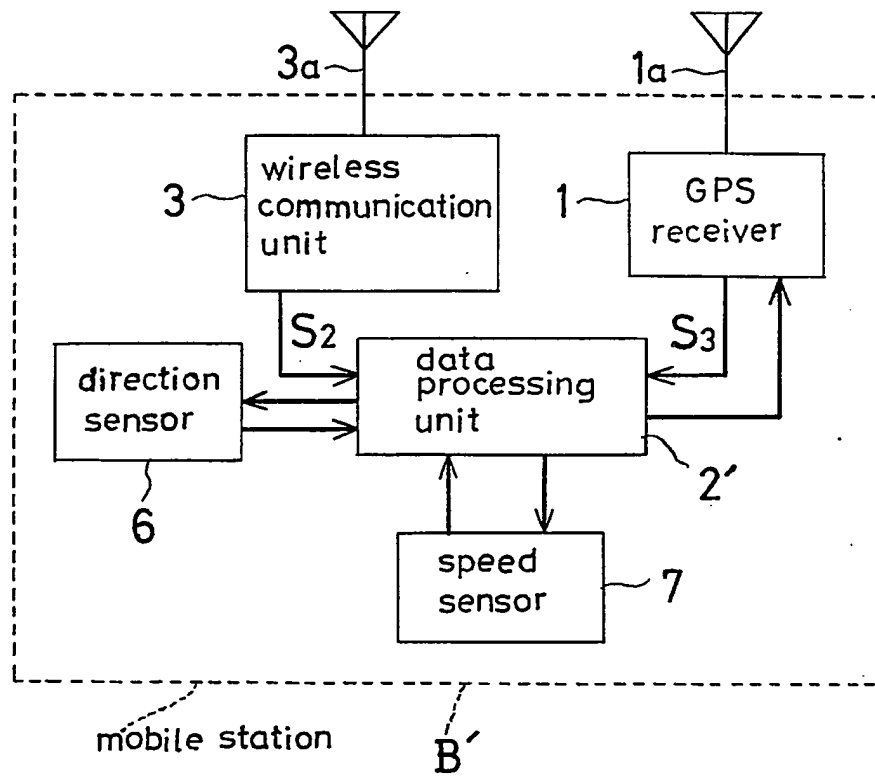 3a
1a
3
wireless
communication
unit
1
GPS
receiver
S2
S3
direction
sensor
data
processing
unit
6
2′
speed
sensor
7
mobile station
B′